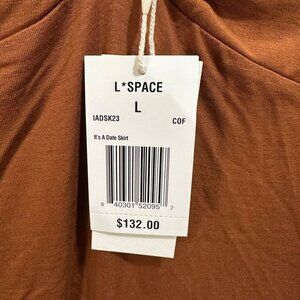 L*SPACE
L
IADSK23 COF
It's A Date Skirt
8 40301 52095 7
$132.00